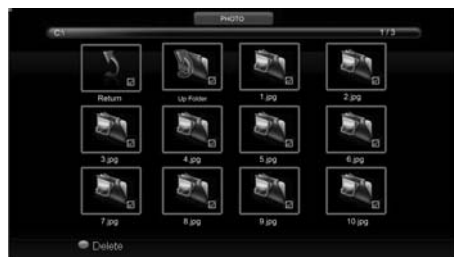 PHOTO
C:\ 1/3
Return Up Folder 1.jpg 2.jpg
3.jpg 4.jpg 5.jpg 6.jpg
7.jpg 8.jpg 9.jpg 10.jpg
Delete